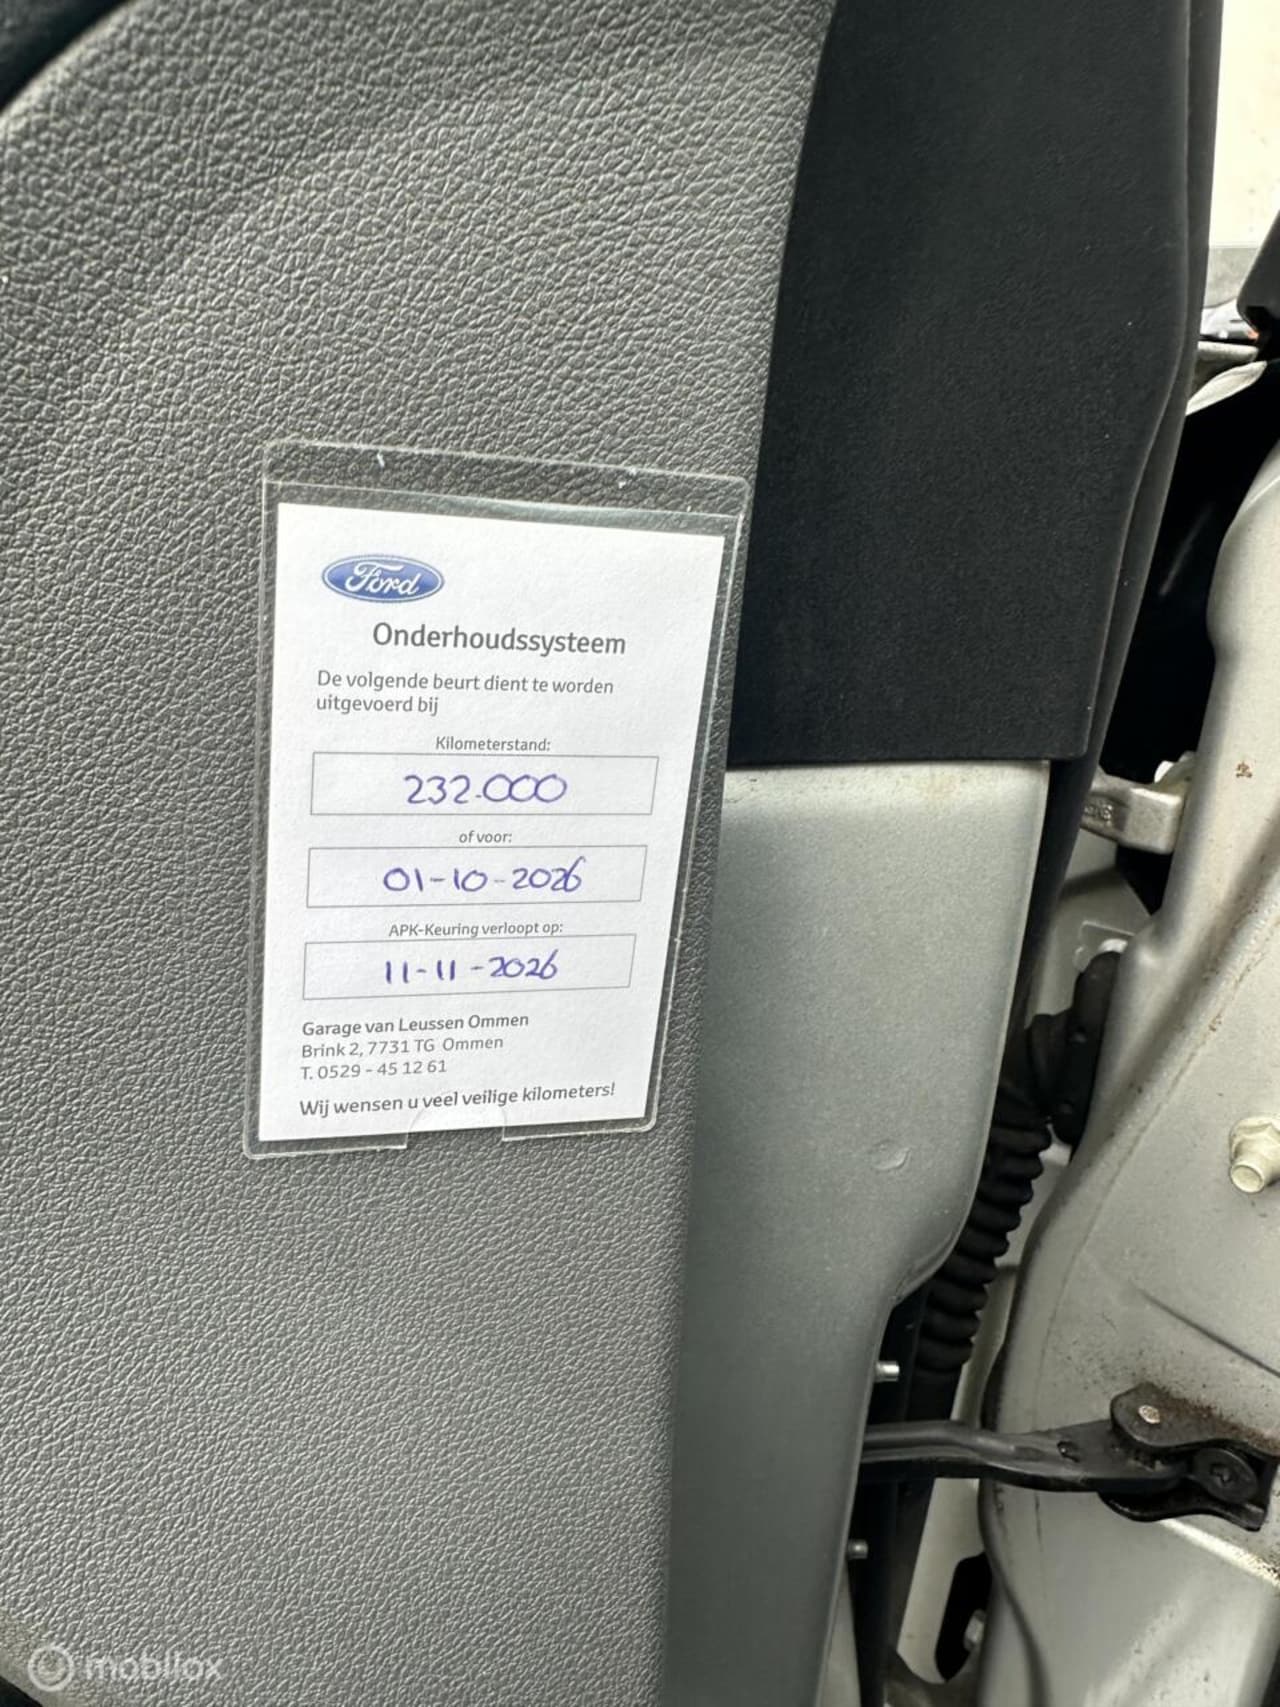 Ford
Onderhoudssysteem
De volgende beurt dient te worden
uitgevoerd bij
Kilometerstand:
232.000
of voor:
01-10-2026
APK-Keuring verloopt op:
11-11-2026
Garage van Leussen Ommen
Brink 2, 7731 TG Ommen
T. 0529 - 45 12 61
Wij wensen u veel veilige kilometers!
mobilox